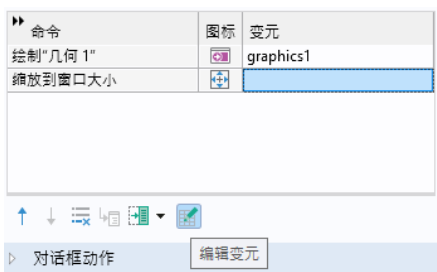 命令 图标 变元
绘制"几何 1" graphics1
缩放到窗口大小
编辑变元
对话框动作